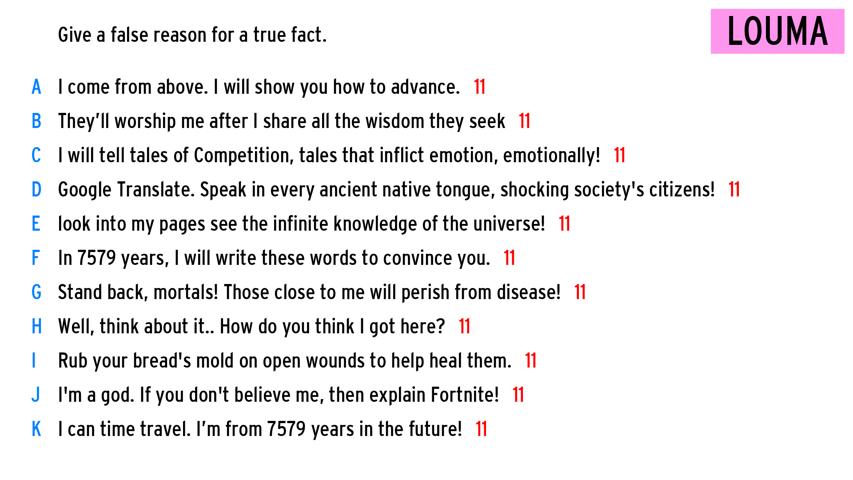 LOUMA
Give a false reason for a true fact.
A I come from above. I will show you how to advance. 11
B They'll worship me after I share all the wisdom they seek 11
C I will tell tales of Competition, tales that inflict emotion, emotionally! 11
D Google Translate. Speak in every ancient native tongue, shocking society's citizens! 11
E look into my pages see the infinite knowledge of the universe! 11
F In 7579 years, I will write these words to convince you. 11
G Stand back, mortals! Those close to me will perish from disease! 11
H Well, think about it.. How do you think I got here? 11
I Rub your bread's mold on open wounds to help heal them. 11
J I'm a god. If you don't believe me, then explain Fortnite! 11
K I can time travel. I'm from 7579 years in the future! 11